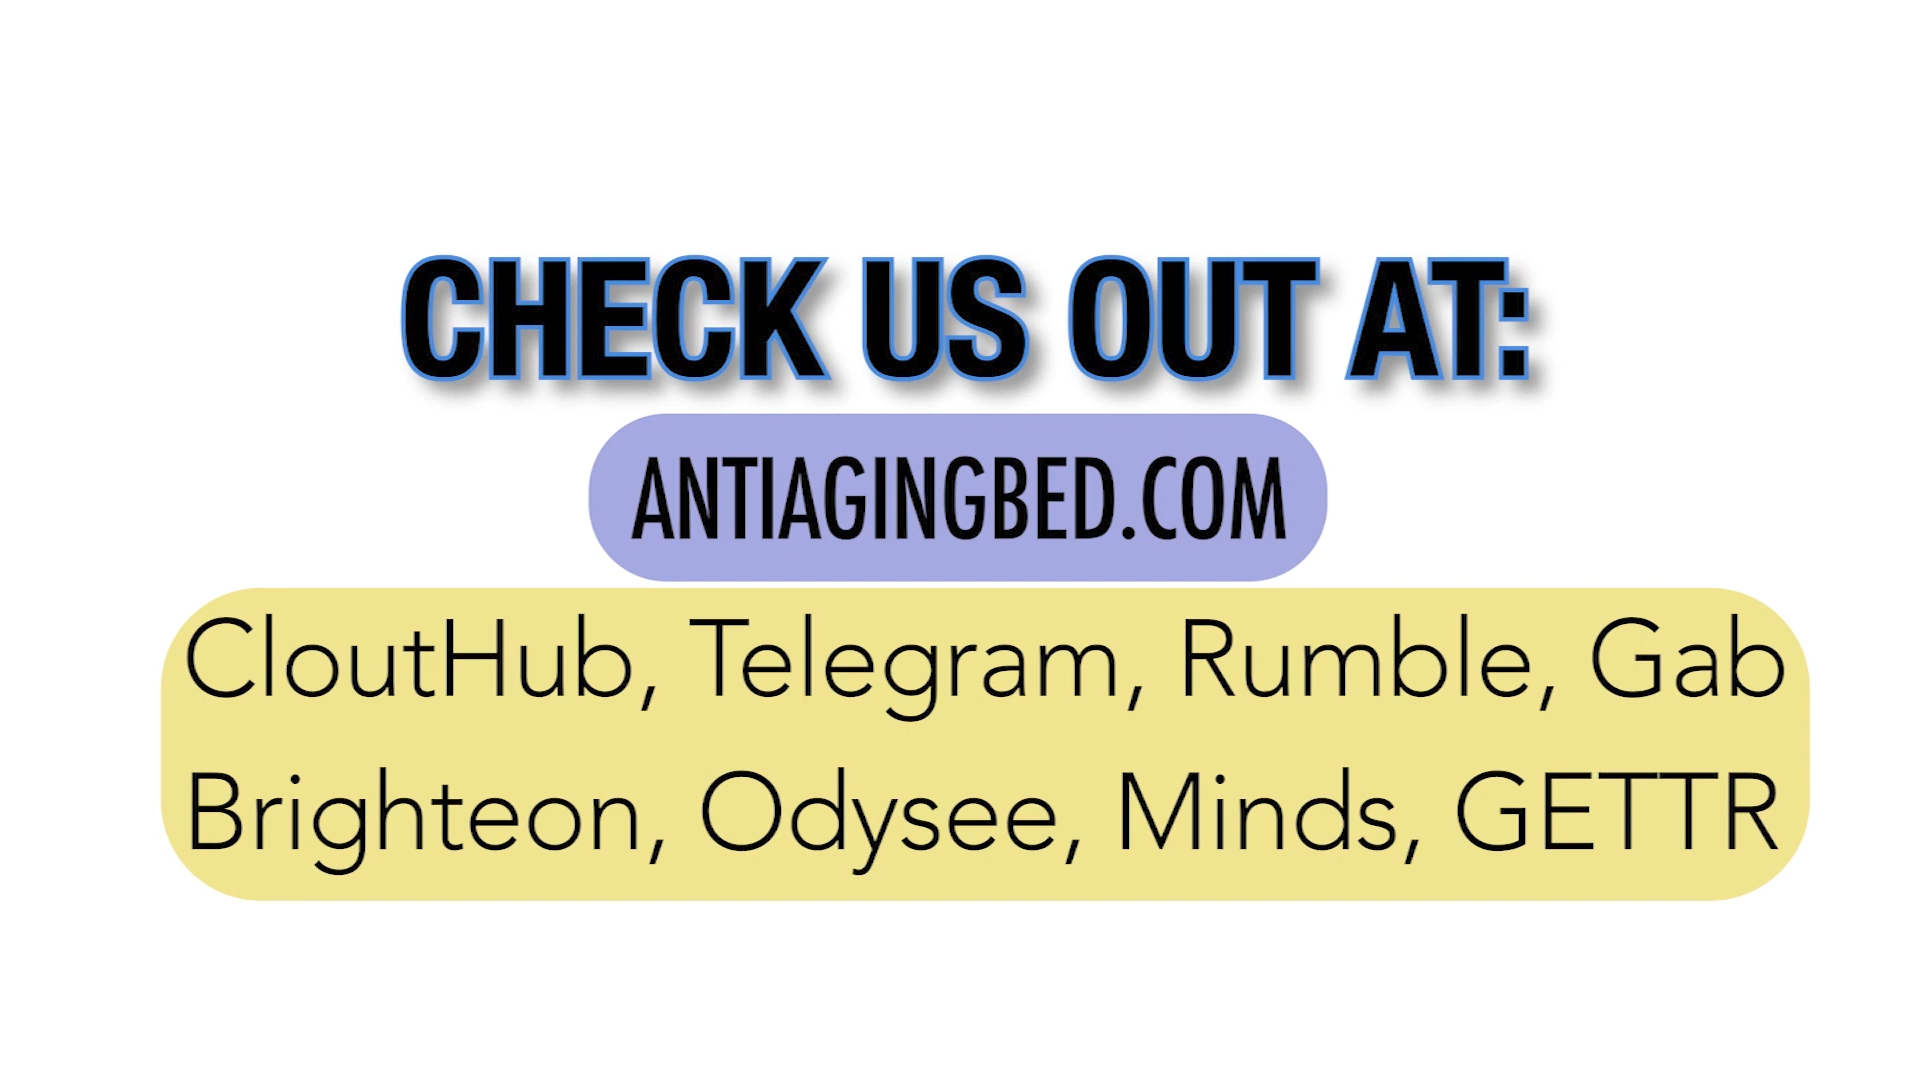 CHECK US OUT AT:
ANTIAGINGBED.COM
CloutHub, Telegram, Rumble, Gab
Brighteon, Odysee, Minds, GETTR